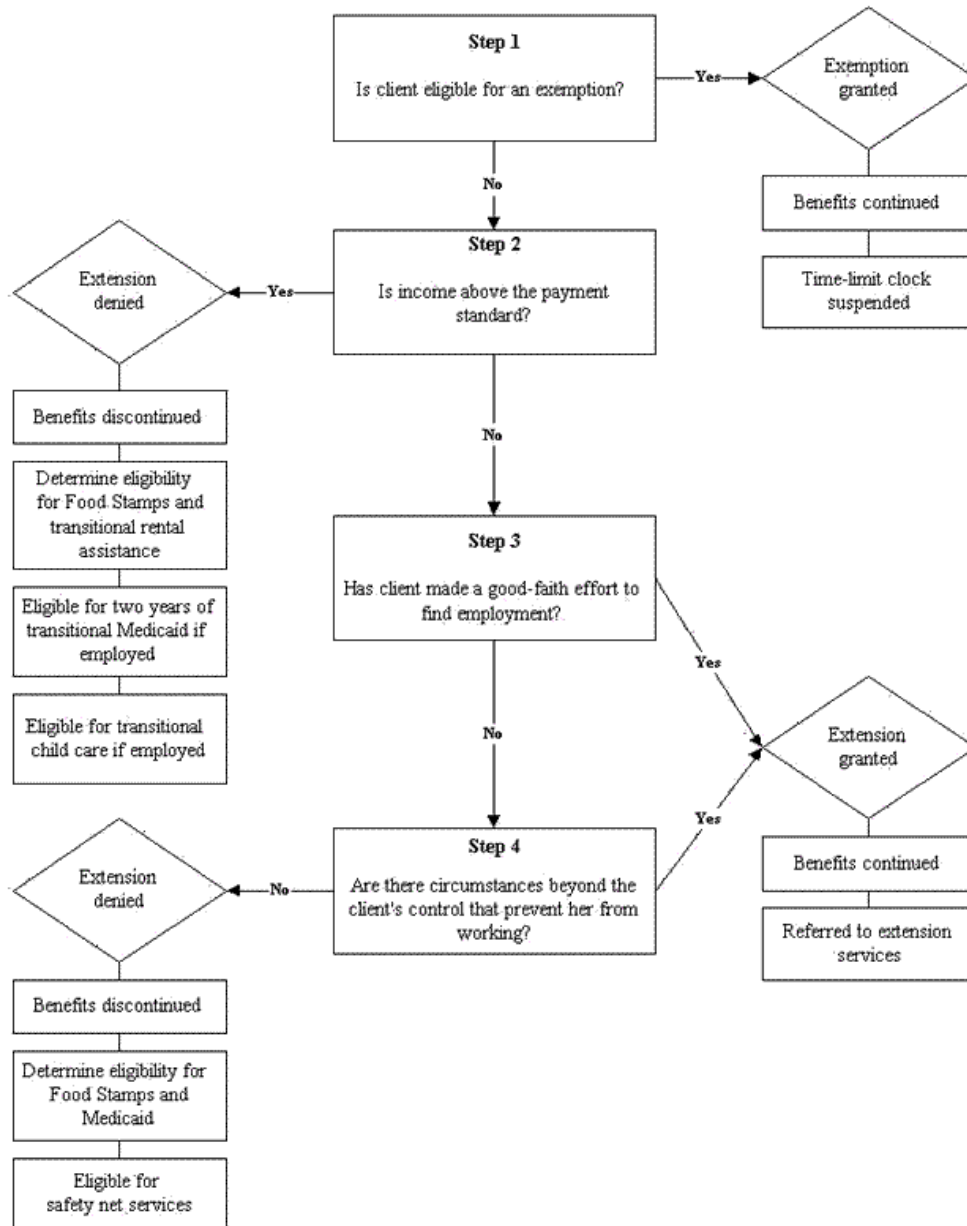 Step 1
Is client eligible for an exemption?
Yes
Exemption
granted
No
Benefits continued
Time-limit clock
suspended
Step 2
Is income above the payment
standard?
Yes
Extension
denied
Benefits discontinued
Determine eligibility
for Food Stamps and
transitional rental
assistance
Eligible for two years of
transitional Medicaid if
employed
Eligible for transitional
child care if employed
No
Step 3
Has client made a good-faith effort to
find employment?
Yes
No
Extension
granted
Yes
Benefits continued
Referred to extension
services
Step 4
Are there circumstances beyond the
client's control that prevent her from
working?
No
Extension
denied
Benefits discontinued
Determine eligibility for
Food Stamps and
Medicaid
Eligible for
safety net services